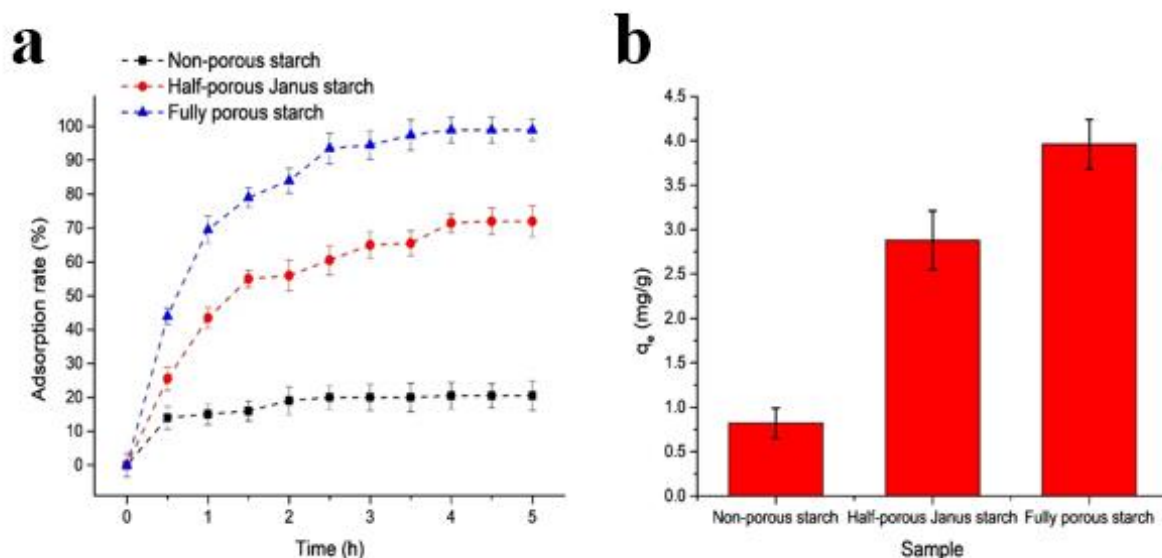 a
Non-porous starch
Half-porous Janus starch
Fully porous starch
100
90
80
70
60
50
40
30
20
10
0
Adsorption rate (%)
0 1 2 3 4 5
Time (h)
b
4.5
4.0
3.5
3.0
2.5
2.0
1.5
1.0
0.5
0.0
qe (mg/g)
Non-porous starch Half-porous Janus starch Fully porous starch
Sample